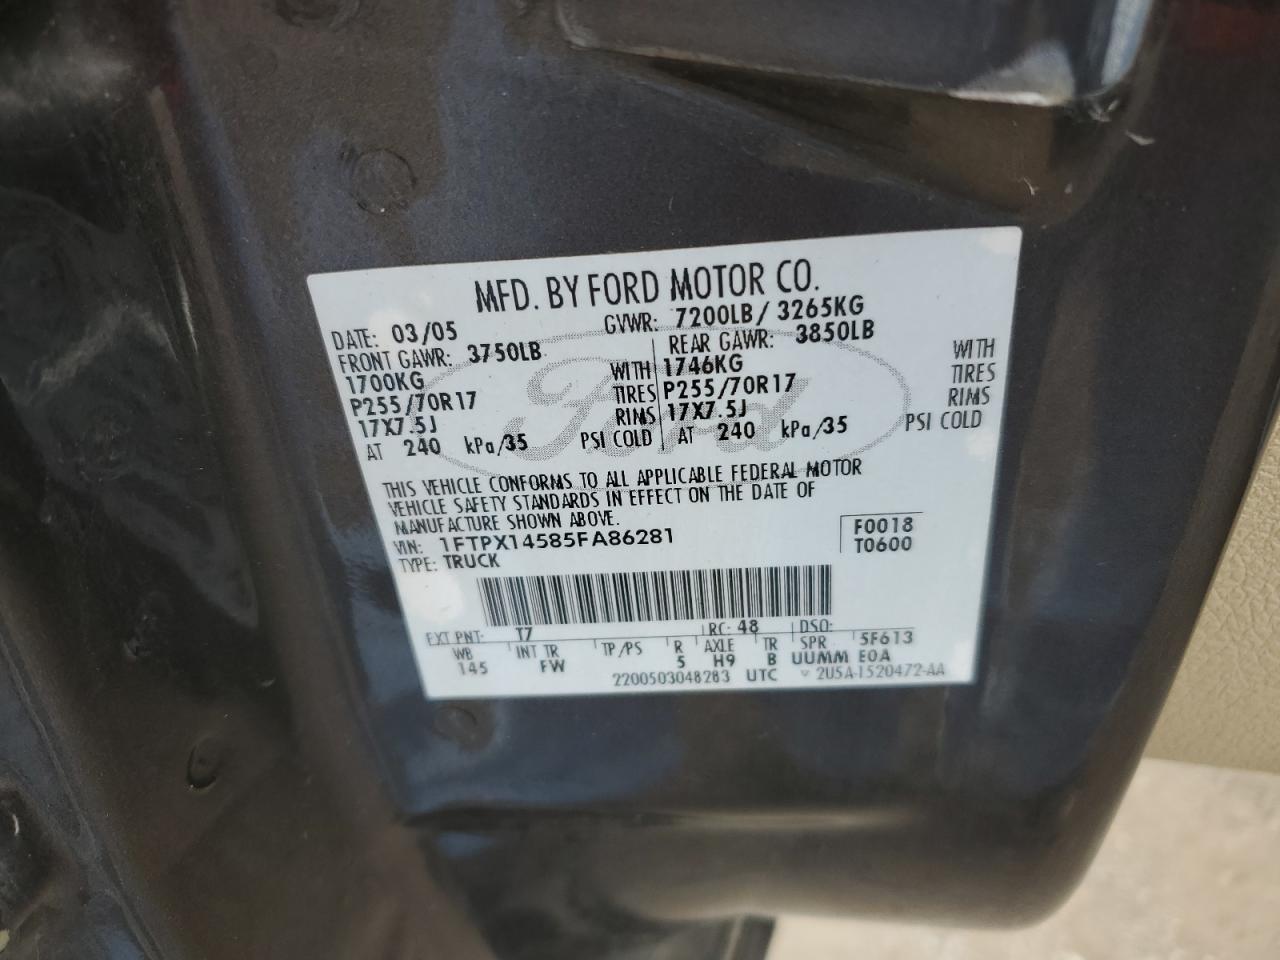 MFD. BY FORD MOTOR CO.
DATE: 03/05 GVWR: 7200LB / 3265KG
FRONT GAWR: 3750LB REAR GAWR: 3850LB
1700KG WITH 1746KG WITH
P255/70R17 TIRES P255/70R17 TIRES
17X7.5J RIMS 17X7.5J RIMS
AT 240 kPa/35 PSI COLD AT 240 kPa/35 PSI COLD
Ford
THIS VEHICLE CONFORMS TO ALL APPLICABLE FEDERAL MOTOR
VEHICLE SAFETY STANDARDS IN EFFECT ON THE DATE OF
MANUFACTURE SHOWN ABOVE.
VIN: 1FTPX14585FA86281 F0018
TYPE: TRUCK T0600
EXT PNT: T7 RC: 48 DSO:
WB INT TR TP/PS R AXLE TR SPR 5F613
145 FW 5 H9 B UUMM EOA
2200503048283 UTC 2U5A-1520472-AA